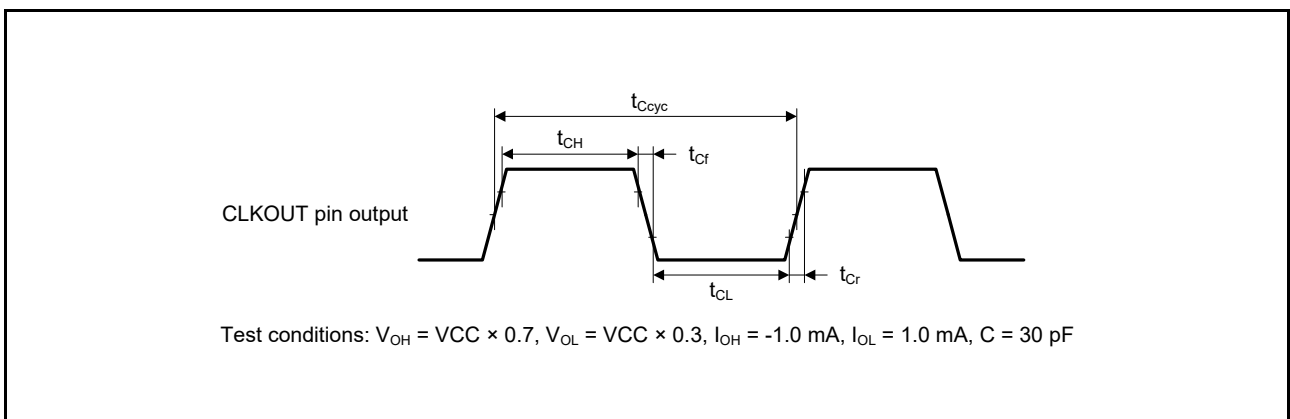 tCcyc
tCH
tCf
CLKOUT pin output
tCL
tCr
Test conditions: VOH = VCC × 0.7, VOL = VCC × 0.3, IOH = -1.0 mA, IOL = 1.0 mA, C = 30 pF